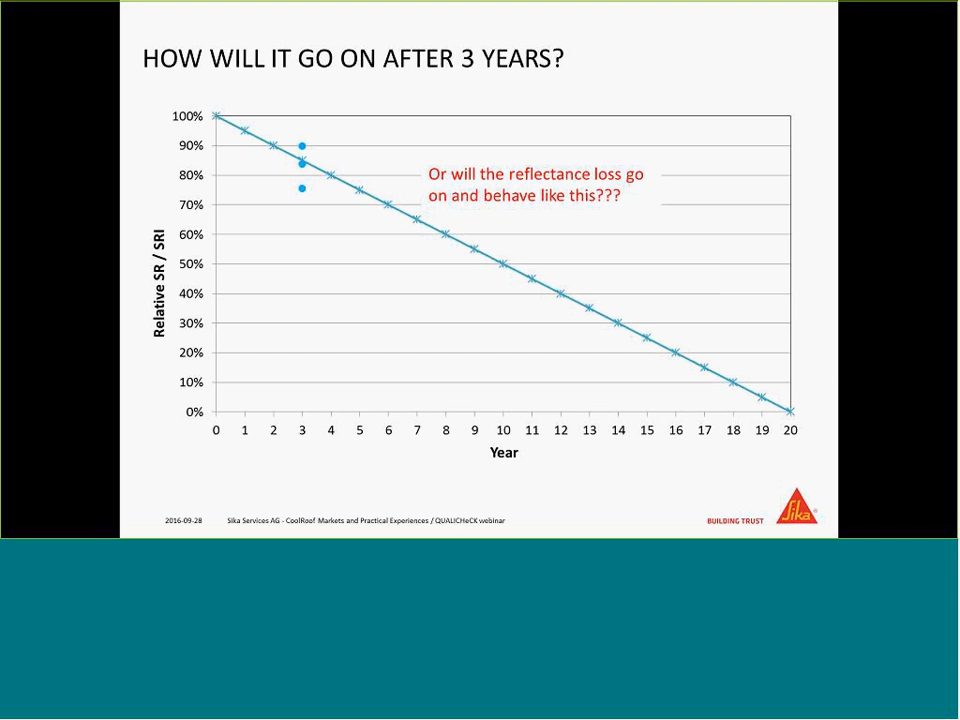 HOW WILL IT GO ON AFTER 3 YEARS?
100%
90%
80%
70%
60%
50%
40%
30%
20%
10%
0%
Relative SR / SRI
Or will the reflectance loss go
on and behave like this???
0 1 2 3 4 5 6 7 8 9 10 11 12 13 14 15 16 17 18 19 20
Year
2016-09-28 Sika Services AG - CoolRoof Markets and Practical Experiences / QUALICHeCK webinar
BUILDING TRUST
Sika®